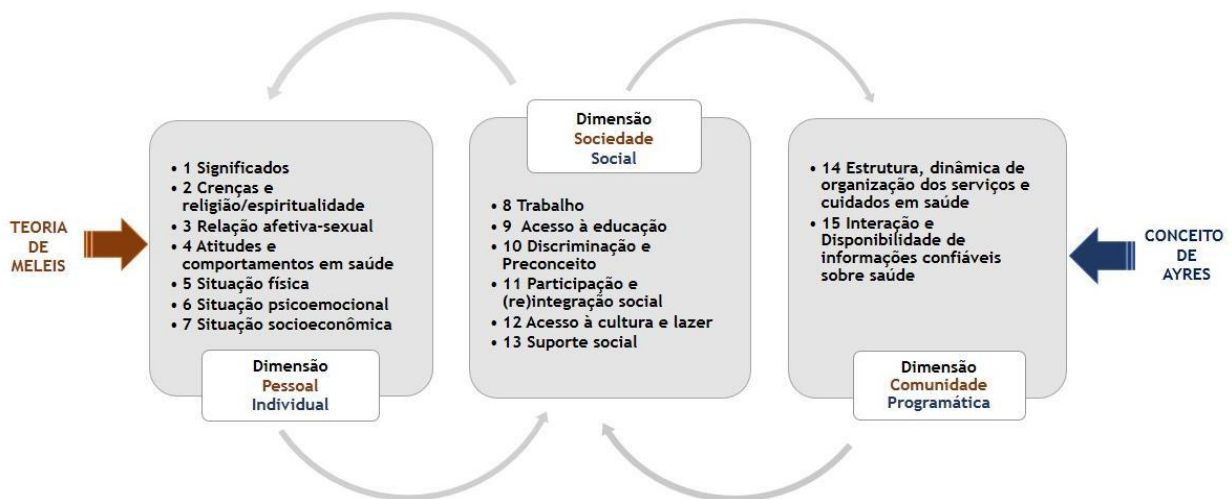 TEORIA
DE
MELEIS
• 1 Significados
• 2 Crenças e
religião/espiritualidade
• 3 Relação afetiva-sexual
• 4 Atitudes e
comportamentos em saúde
• 5 Situação física
• 6 Situação psicoemocional
• 7 Situação socioeconômica
Dimensão
Pessoal
Individual
Dimensão
Sociedade
Social
• 8 Trabalho
• 9 Acesso à educação
• 10 Discriminação e
Preconceito
• 11 Participação e
(re)integração social
• 12 Acesso à cultura e lazer
• 13 Suporte social
• 14 Estrutura, dinâmica de
organização dos serviços e
cuidados em saúde
• 15 Interação e
Disponibilidade de
informações confiáveis
sobre saúde
Dimensão
Comunidade
Programática
CONCEITO
DE
AYRES